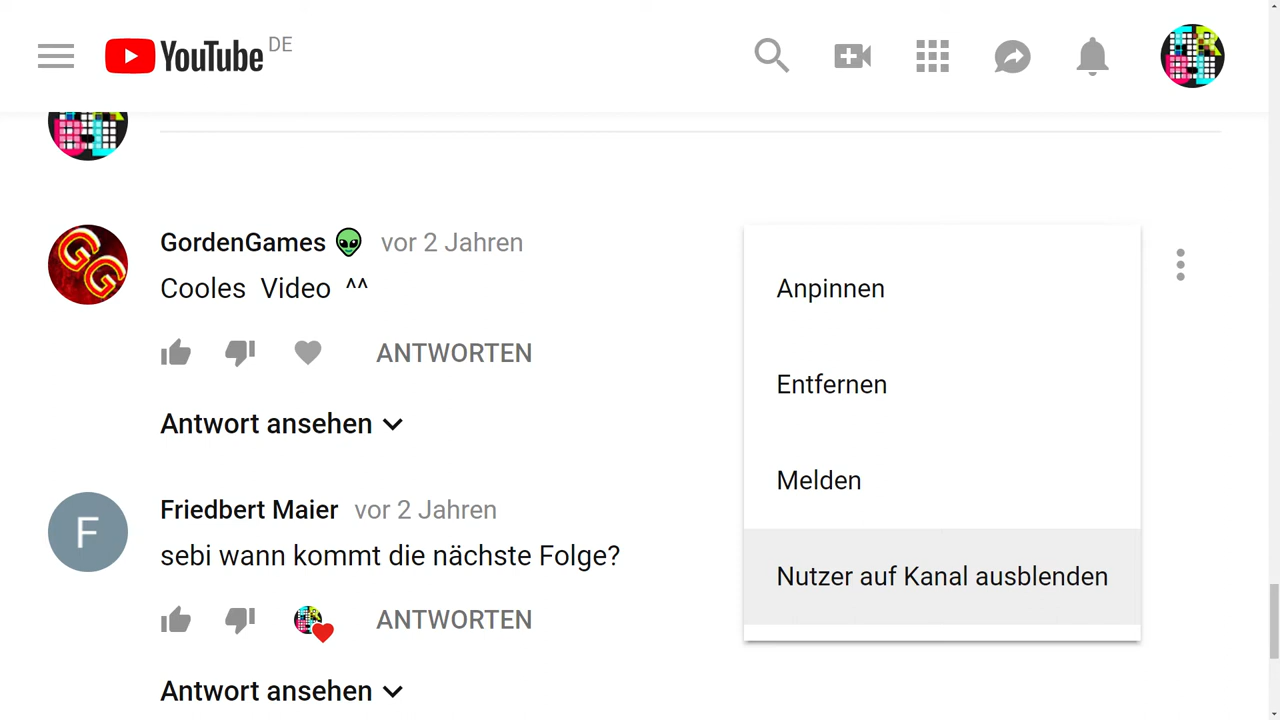 YouTube DE
GordenGames 👽 vor 2 Jahren
Cooles Video ^^
ANTWORTEN
Antwort ansehen
Friedbert Maier vor 2 Jahren
sebi wann kommt die nächste Folge?
ANTWORTEN
Antwort ansehen
Anpinnen
Entfernen
Melden
Nutzer auf Kanal ausblenden
GG
F